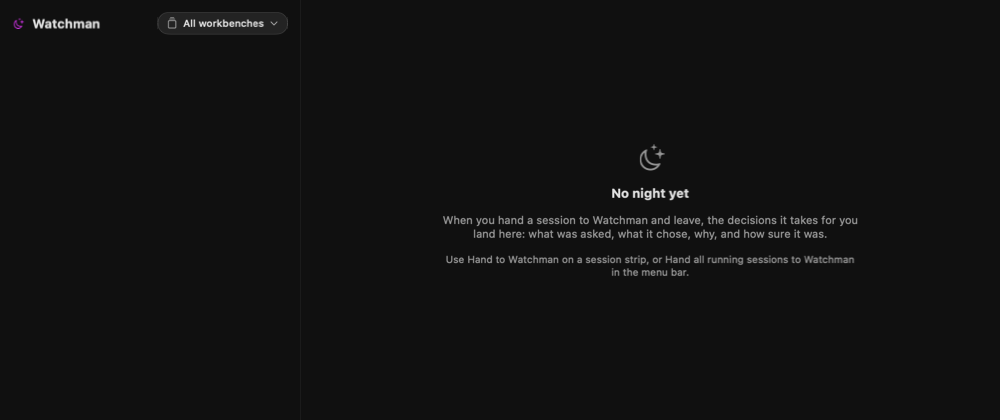 Watchman
All workbenches
No night yet
When you hand a session to Watchman and leave, the decisions it takes for you
land here: what was asked, what it chose, why, and how sure it was.
Use Hand to Watchman on a session strip, or Hand all running sessions to Watchman
in the menu bar.